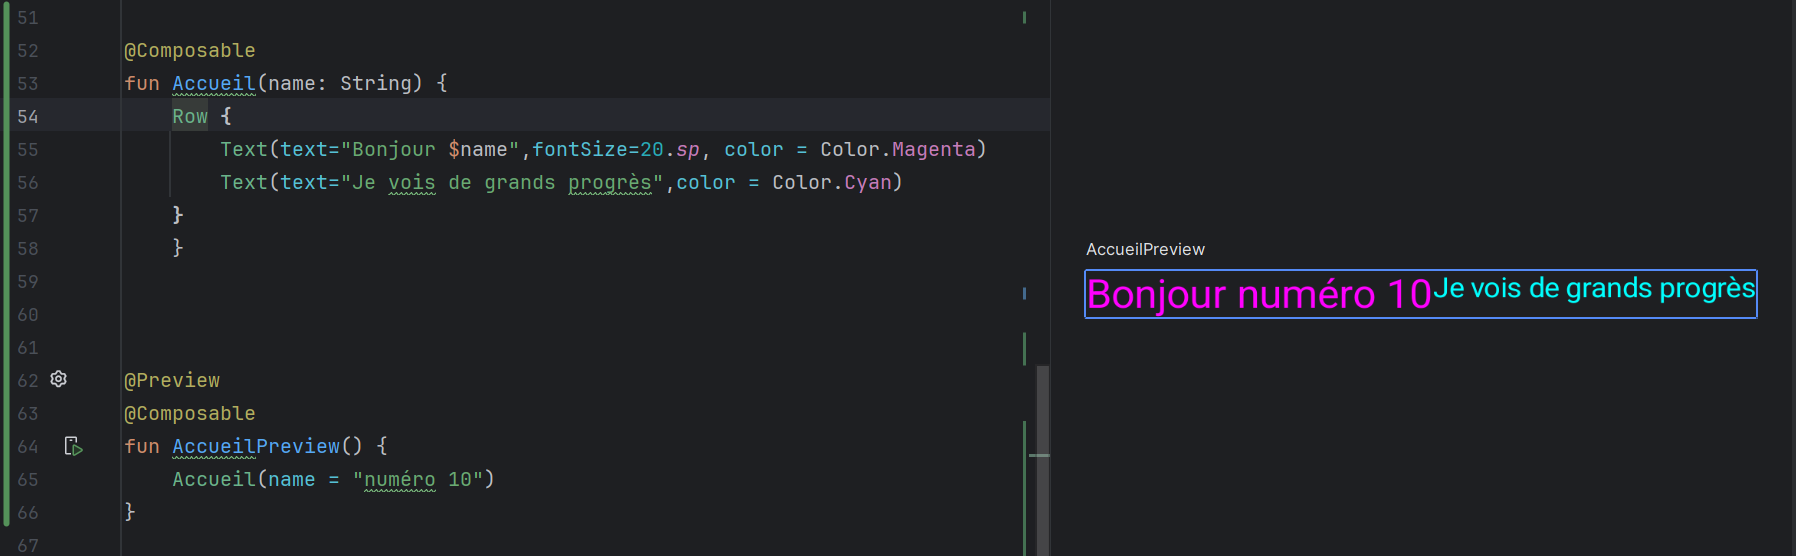 51
52 @Composable
53 fun Accueil(name: String) {
54 Row {
55 Text(text="Bonjour $name",fontSize=20.sp, color = Color.Magenta)
56 Text(text="Je vois de grands progrès",color = Color.Cyan)
57 }
58 }
59
60
61
62 @Preview
63 @Composable
64 fun AccueilPreview() {
65 Accueil(name = "numéro 10")
66 }
67
AccueilPreview
Bonjour numéro 10 Je vois de grands progrès